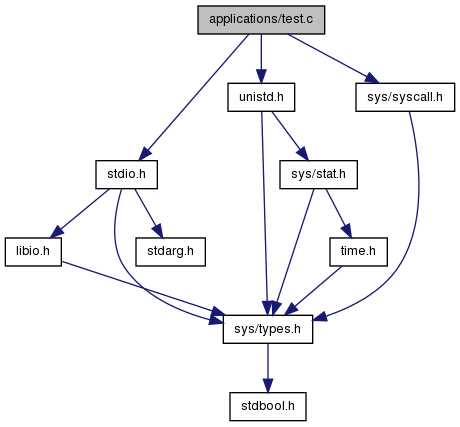 applications/test.c
unistd.h
sys/syscall.h
stdio.h
sys/stat.h
libio.h
stdarg.h
time.h
sys/types.h
stdbool.h